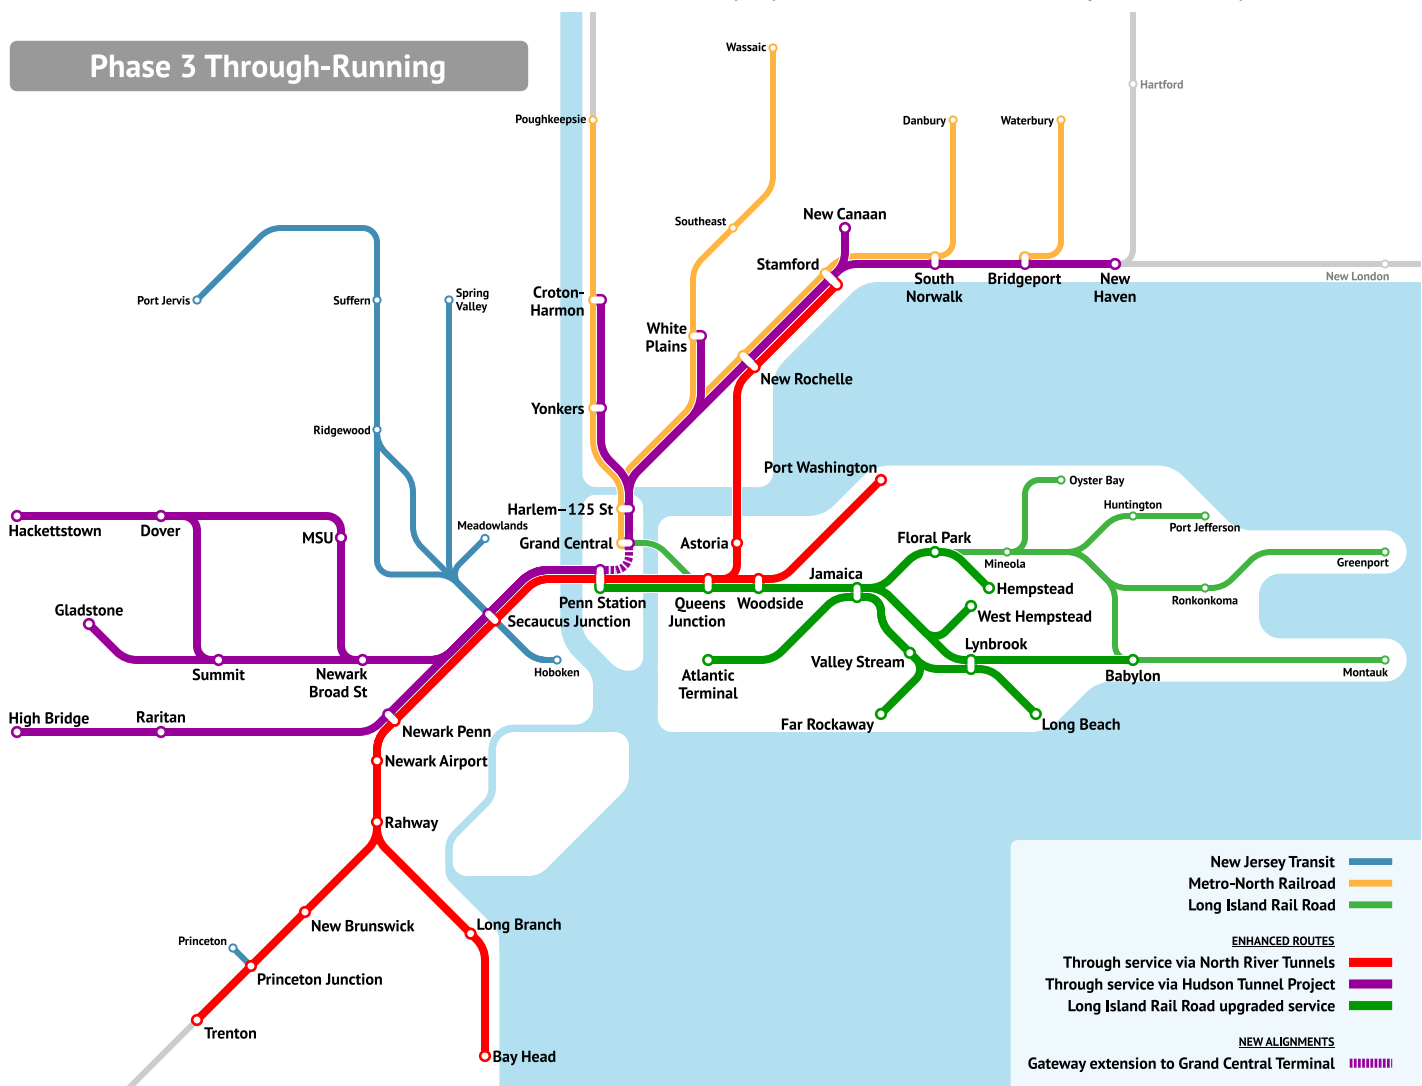 Phase 3 Through-Running
Wassaic
Hartford
Poughkeepsie
Danbury
Waterbury
New Canaan
Southeast
Stamford
South
Norwalk
Bridgeport
New
Haven
New London
Port Jervis
Suffern
Spring
Valley
Croton-
Harmon
White
Plains
New Rochelle
Yonkers
Ridgewood
Port Washington
Oyster Bay
Huntington
Port Jefferson
Harlem–125 St
Hackettstown
Dover
MSU
Meadowlands
Grand Central
Astoria
Floral Park
Mineola
Greenport
Jamaica
Hempstead
Ronkonkoma
Penn Station
Queens
Junction
Woodside
Gladstone
Secaucus Junction
West Hempstead
Lynbrook
Valley Stream
Summit
Newark
Broad St
Hoboken
Atlantic
Terminal
Babylon
Montauk
High Bridge
Raritan
Newark Penn
Far Rockaway
Long Beach
Newark Airport
Rahway
New Brunswick
Long Branch
Princeton
Princeton Junction
Trenton
Bay Head
New Jersey Transit
Metro-North Railroad
Long Island Rail Road
ENHANCED ROUTES
Through service via North River Tunnels
Through service via Hudson Tunnel Project
Long Island Rail Road upgraded service
NEW ALIGNMENTS
Gateway extension to Grand Central Terminal